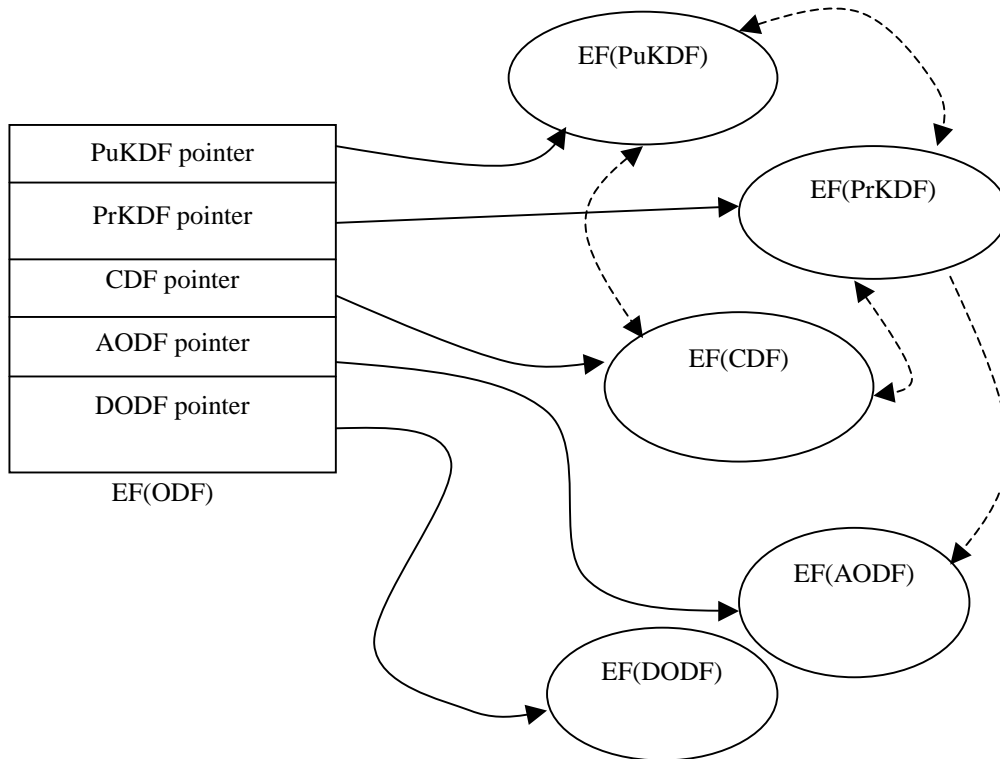 PuKDF pointer
PrKDF pointer
CDF pointer
AODF pointer
DODF pointer
EF(ODF)
EF(PuKDF)
EF(PrKDF)
EF(CDF)
EF(AODF)
EF(DODF)